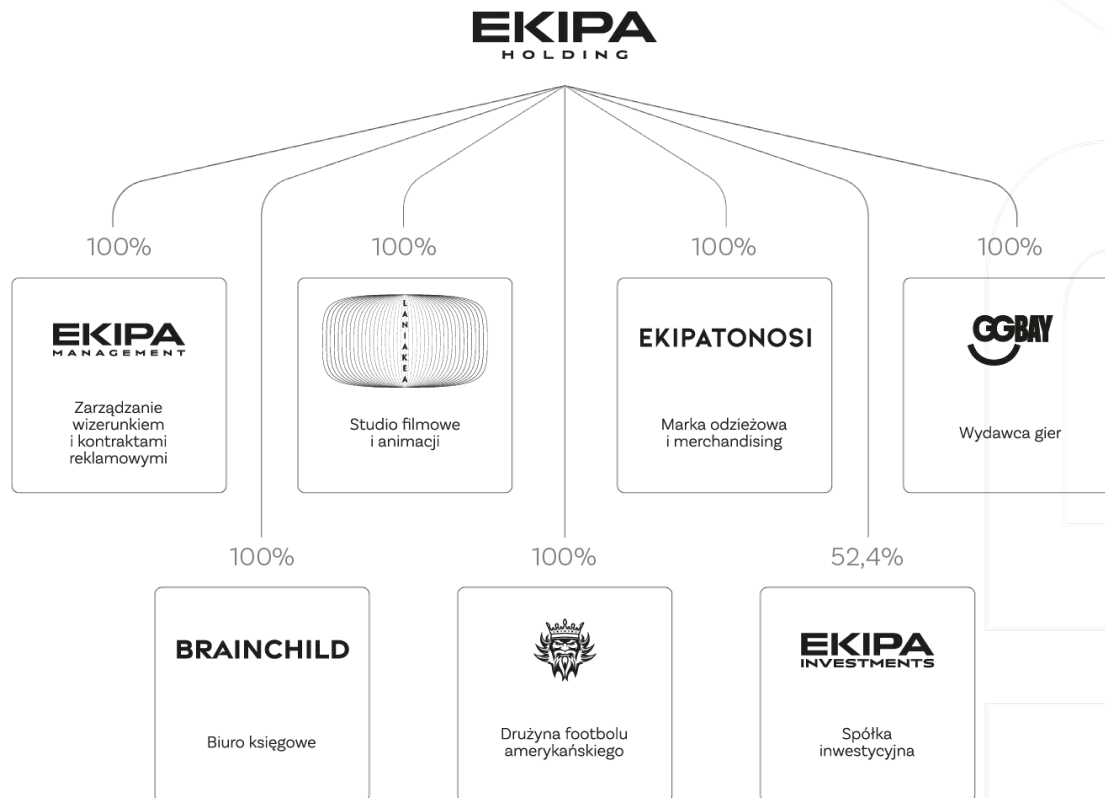 EKIPA
HOLDING
100%
100%
100%
100%
EKIPA
MANAGEMENT
Zarządzanie
wizerunkiem
i kontraktami
reklamowymi
LANIAKEA
Studio filmowe
i animacji
EKIPATONOSI
Marka odzieżowa
i merchandising
GGBAY
Wydawca gier
100%
100%
52,4%
BRAINCHILD
Biuro księgowe
Drużyna footbolu
amerykańskiego
EKIPA
INVESTMENTS
Spółka
inwestycyjna